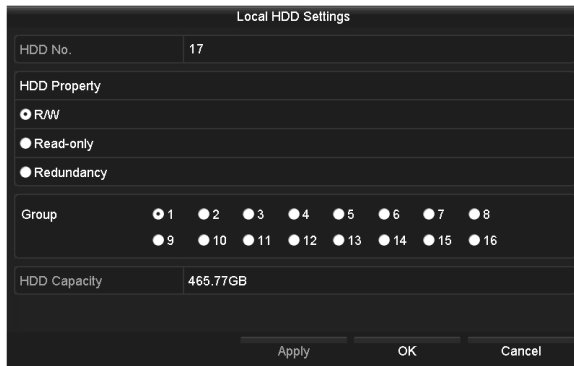 Local HDD Settings
HDD No. 17
HDD Property
R/W
Read-only
Redundancy
Group 1 2 3 4 5 6 7 8
9 10 11 12 13 14 15 16
HDD Capacity 465.77GB
Apply OK Cancel